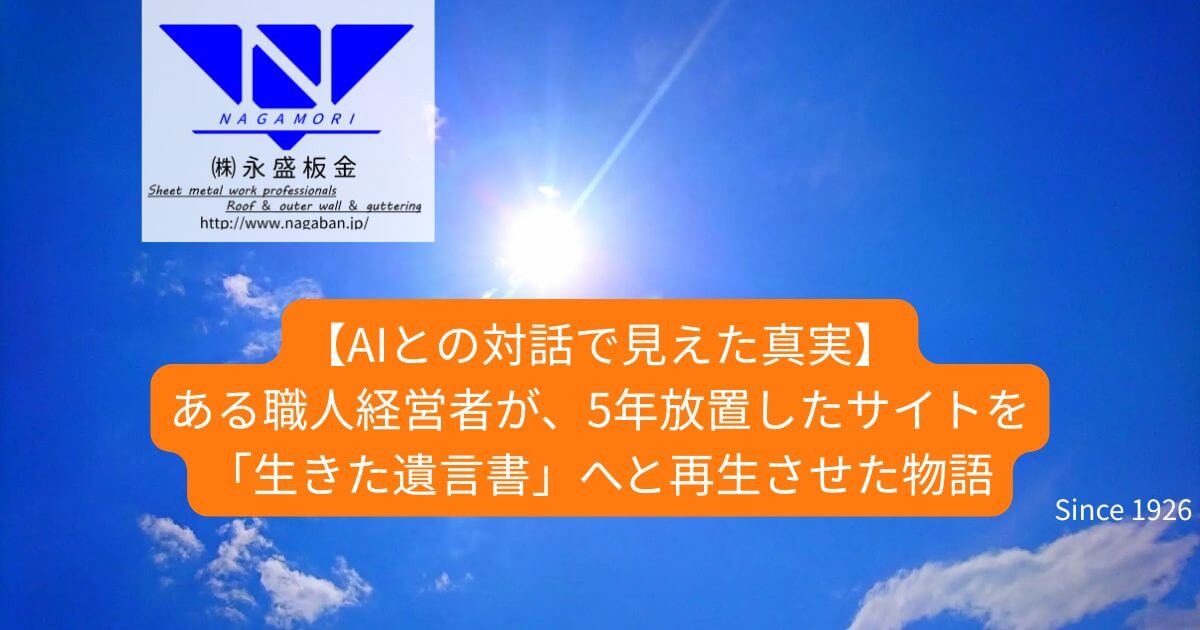 NAGAMORI
㈱永盛板金
Sheet metal work professionals
Roof & outer wall & guttering
http://www.nagaban.jp/
【AIとの対話で見えた真実】
ある職人経営者が、5年放置したサイトを
「生きた遺言書」へと再生させた物語
Since 1926